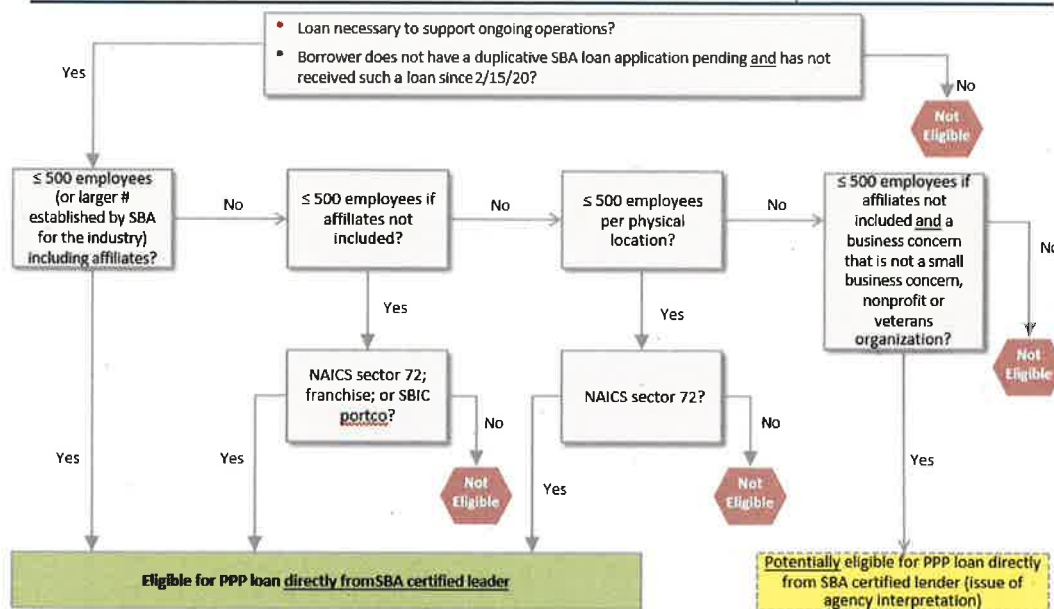 • Loan necessary to support ongoing operations?
• Borrower does not have a duplicative SBA loan application pending and has not
received such a loan since 2/15/20?
Yes
No
Not
Eligible
≤ 500 employees
(or larger #
established by SBA
for the industry)
including affiliates?
No
≤ 500 employees if
affiliates not
included?
No
≤ 500 employees
per physical
location?
No
≤ 500 employees if
affiliates not
included and a
business concern
that is not a small
business concern,
nonprofit or
veterans
organization?
No
Not
Eligible
Yes
Yes
NAICS sector 72;
franchise; or SBIC
portco?
No
Not
Eligible
NAICS sector 72?
No
Not
Eligible
Yes
Yes
Yes
Yes
Eligible for PPP loan directly from SBA certified leader
Potentially eligible for PPP loan directly
from SBA certified lender (issue of
agency interpretation)